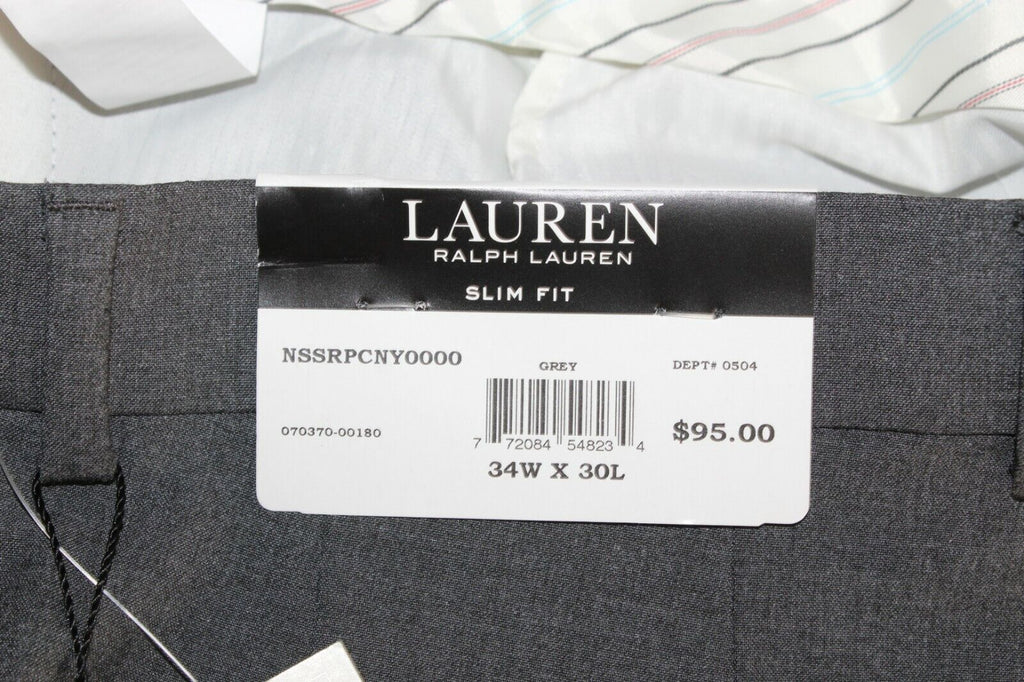 LAUREN
RALPH LAUREN
SLIM FIT
NSSRPCNY0000
GREY
DEPT# 0504
070370-00180
7 72084 54823 4
$95.00
34W X 30L